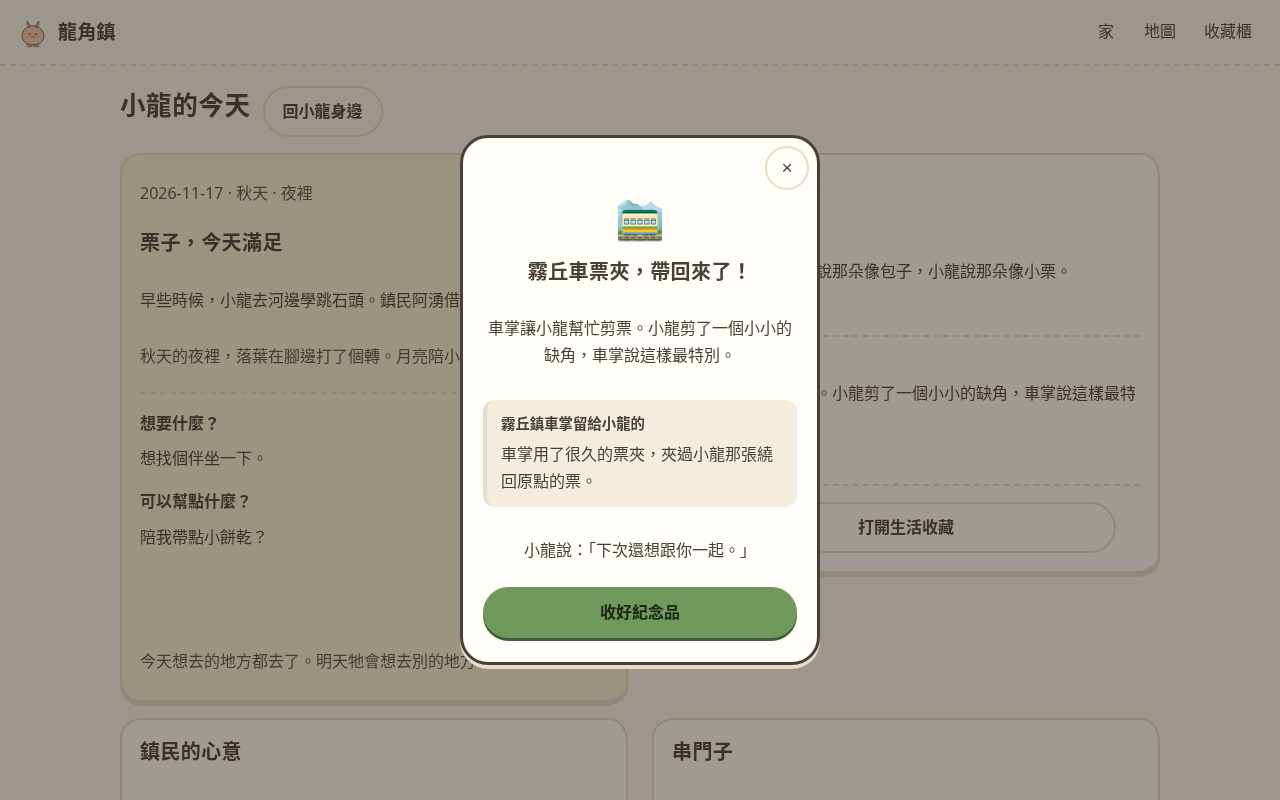 龍角鎮
家
地圖
收藏櫃
小龍的今天
回小龍身邊
2026-11-17 · 秋天 · 夜裡
栗子，今天滿足
早些時候，小龍去河邊學跳石頭。鎮民阿湧借
秋天的夜裡，落葉在腳邊打了個轉。月亮陪小
想要什麼？
想找個伴坐一下。
可以幫點什麼？
陪我帶點小餅乾？
今天想去的地方都去了。明天牠會想去別的地方
說那朵像包子，小龍說那朵像小栗。
。小龍剪了一個小小的缺角，車掌說這樣最特
打開生活收藏
×
霧丘車票夾，帶回來了！
車掌讓小龍幫忙剪票。小龍剪了一個小小的
缺角，車掌說這樣最特別。
霧丘鎮車掌留給小龍的
車掌用了很久的票夾，夾過小龍那張繞
回原點的票。
小龍說：「下次還想跟你一起。」
收好紀念品
鎮民的心意
串門子